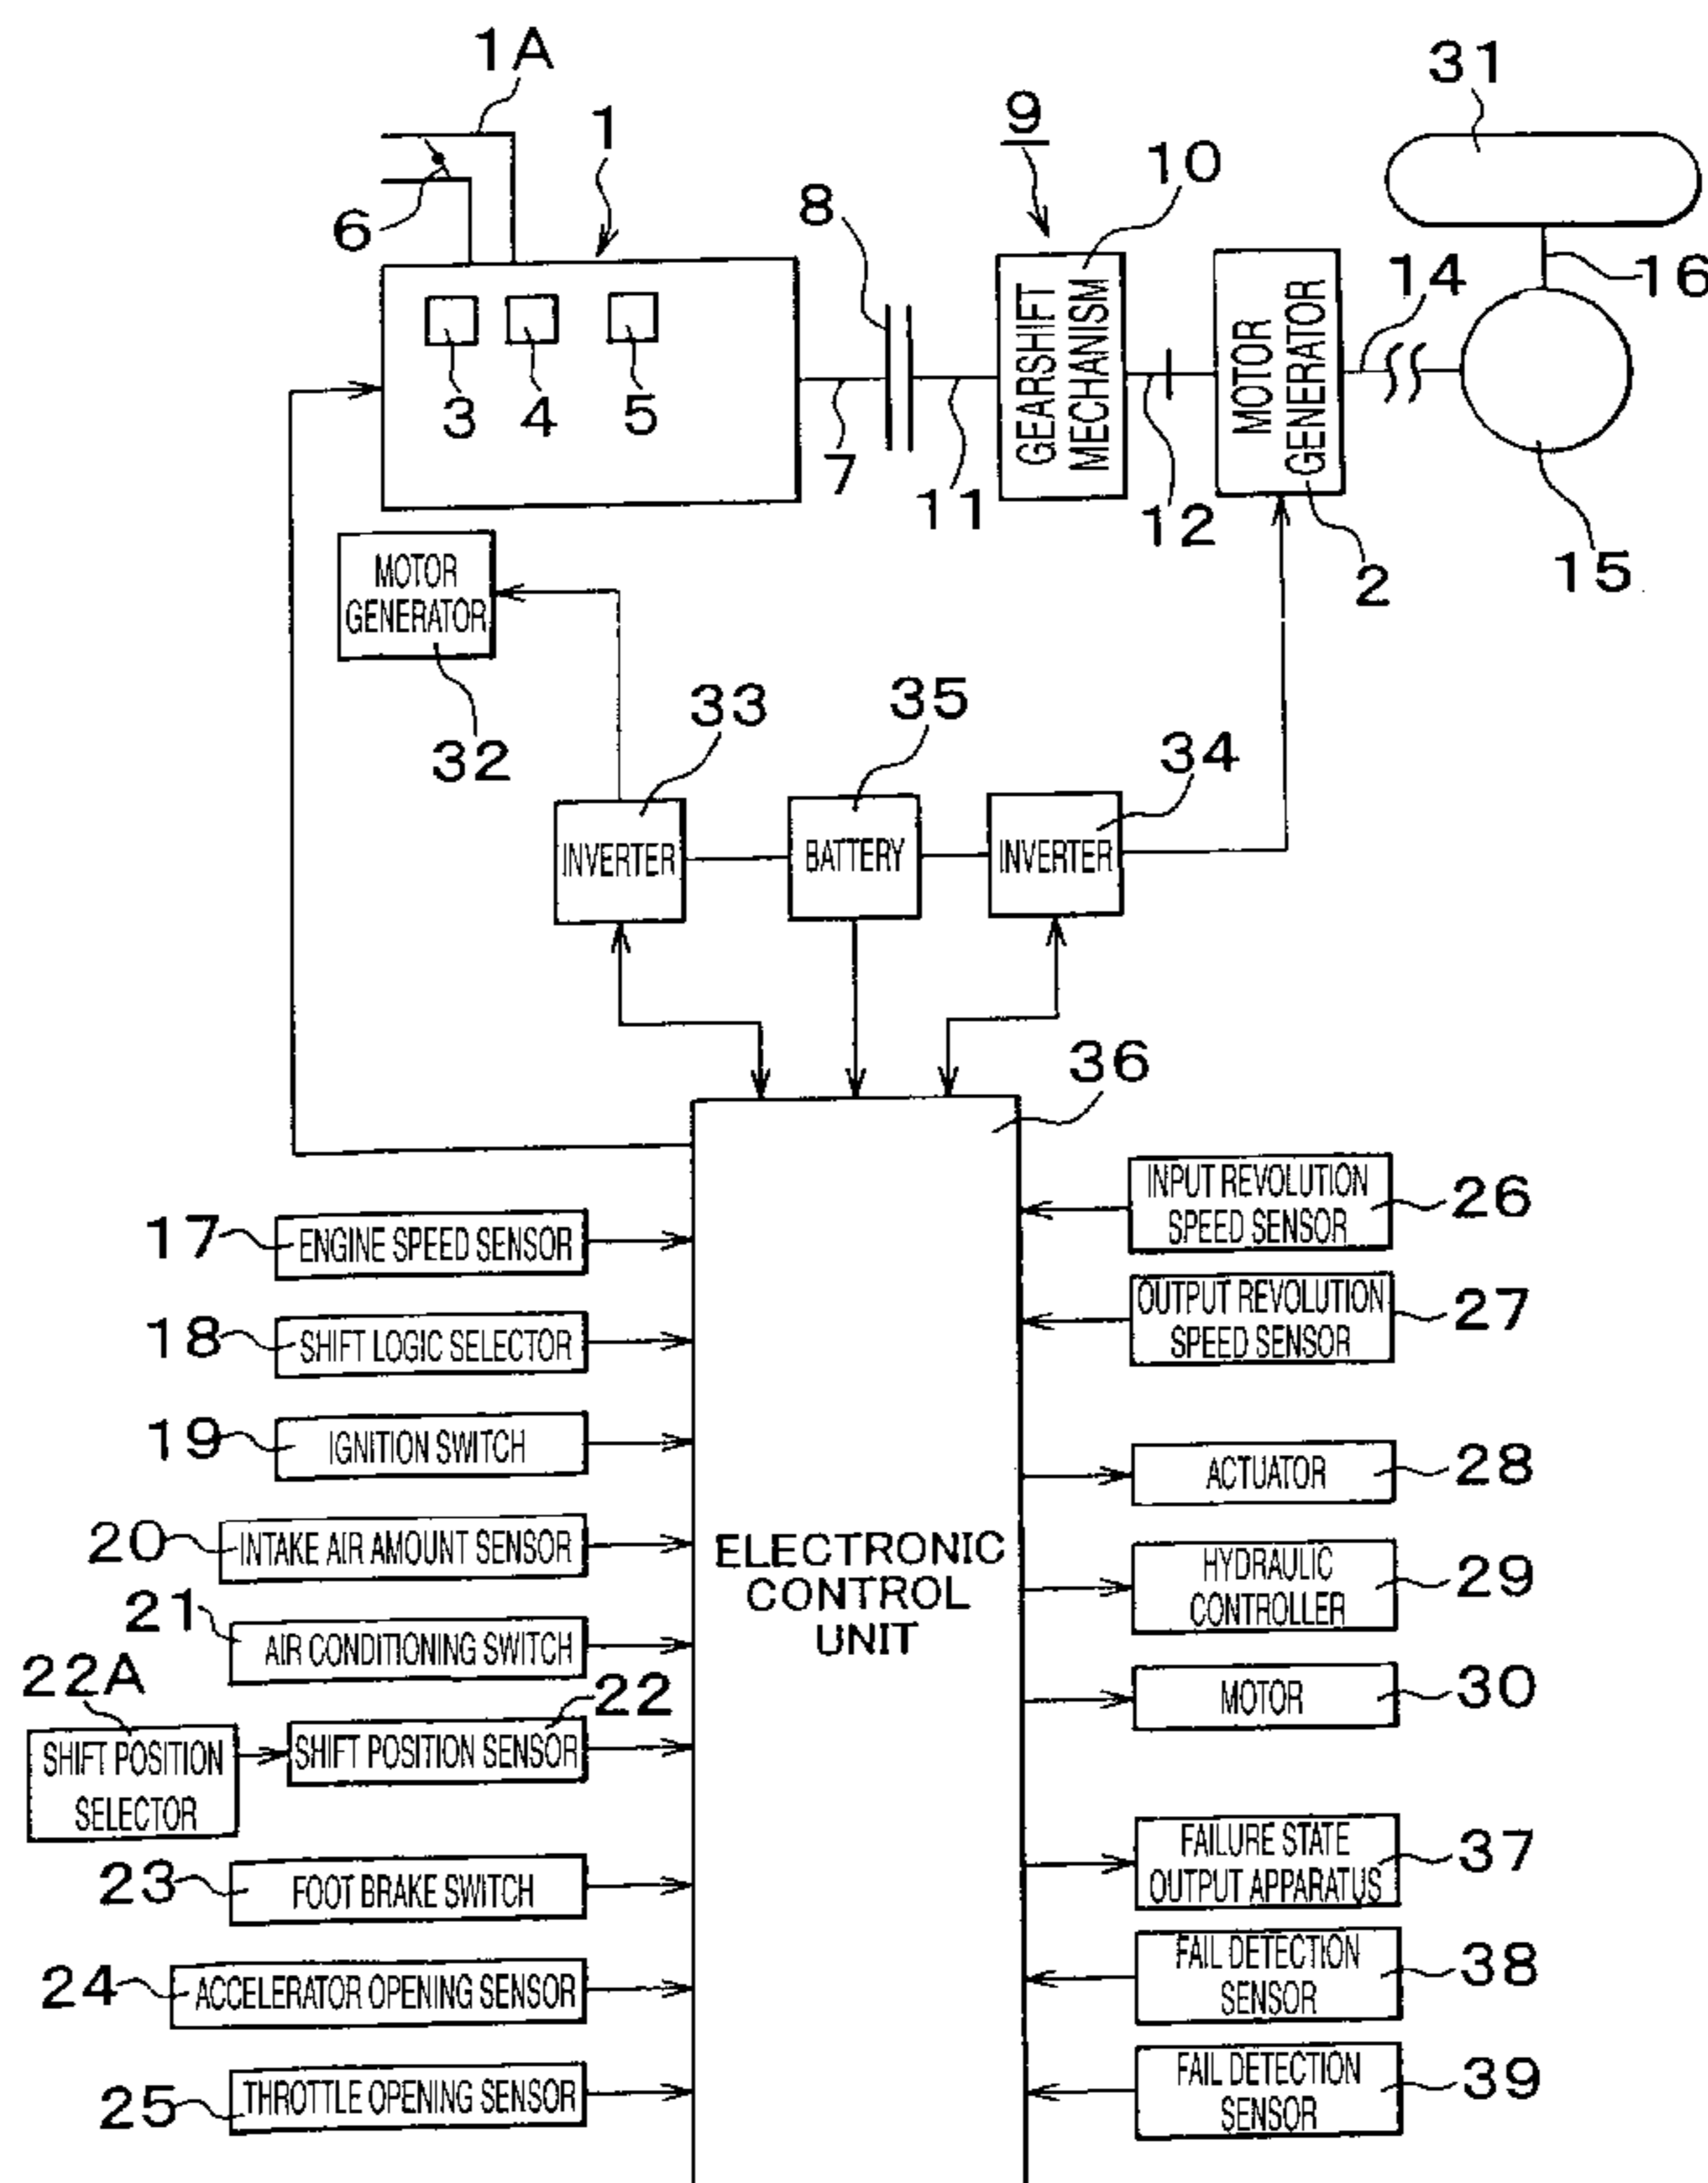 1A
1
6
3
4
5
7
8
11
9
10
GEARSHIFT
MECHANISM
12
MOTOR
GENERATOR
2
14
15
16
31
MOTOR
GENERATOR
32
33
INVERTER
35
BATTERY
34
INVERTER
36
ELECTRONIC
CONTROL
UNIT
17
ENGINE SPEED SENSOR
18
SHIFT LOGIC SELECTOR
19
IGNITION SWITCH
20
INTAKE AIR AMOUNT SENSOR
21
AIR CONDITIONING SWITCH
22A
SHIFT POSITION
SELECTOR
22
SHIFT POSITION SENSOR
23
FOOT BRAKE SWITCH
24
ACCELERATOR OPENING SENSOR
25
THROTTLE OPENING SENSOR
INPUT REVOLUTION
SPEED SENSOR
26
OUTPUT REVOLUTION
SPEED SENSOR
27
ACTUATOR
28
HYDRAULIC
CONTROLLER
29
MOTOR
30
FAILURE STATE
OUTPUT APPARATUS
37
FAIL DETECTION
SENSOR
38
FAIL DETECTION
SENSOR
39